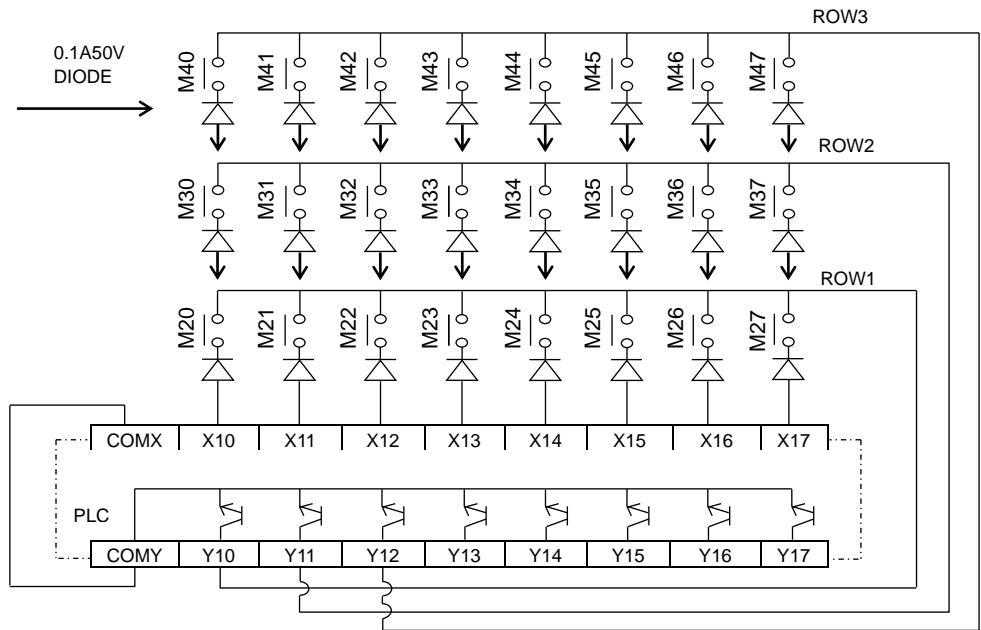 ROW3
0.1A50V
DIODE
M40 M41 M42 M43 M44 M45 M46 M47
ROW2
M30 M31 M32 M33 M34 M35 M36 M37
ROW1
M20 M21 M22 M23 M24 M25 M26 M27
COMX X10 X11 X12 X13 X14 X15 X16 X17
PLC
COMY Y10 Y11 Y12 Y13 Y14 Y15 Y16 Y17